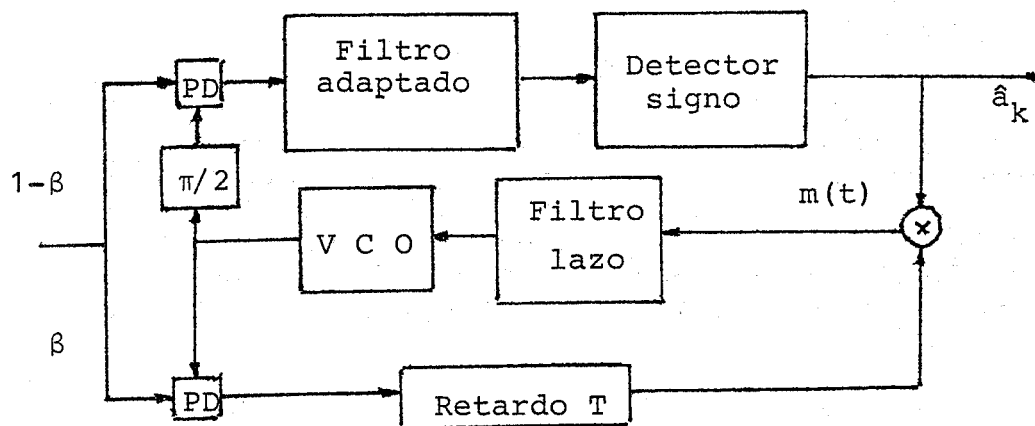 PD
Filtro
adaptado
Detector
signo
â_k
π/2
1-β
m(t)
V C O
Filtro
lazo
×
β
PD
Retardo T